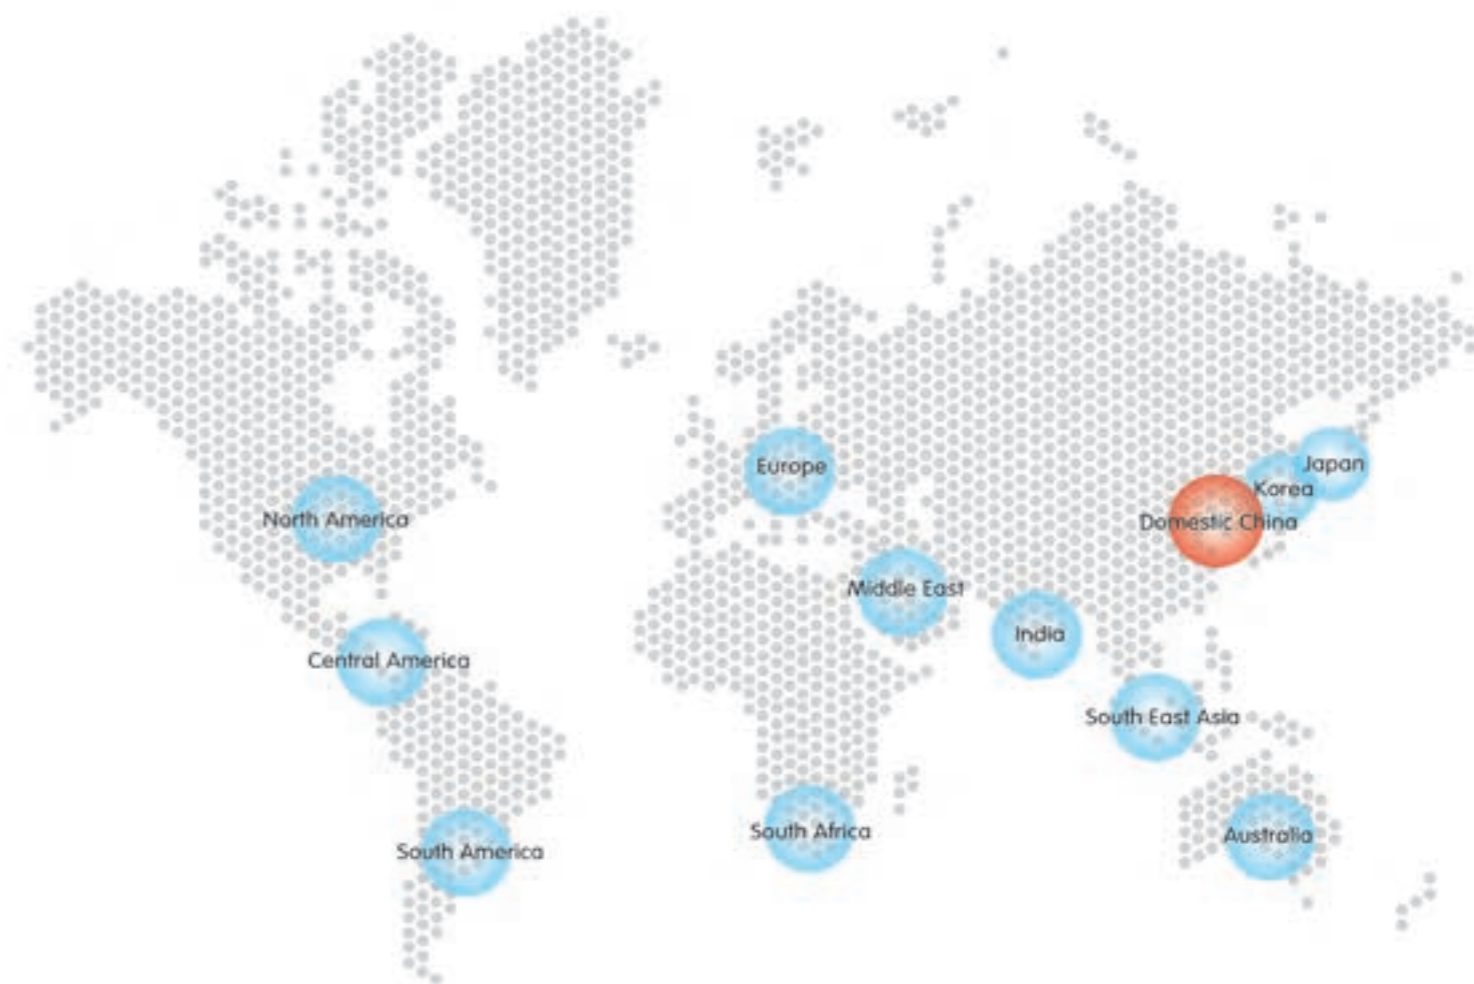 Japan
Europe
Korea
North America
Domestic China
Middle East
India
Central America
South East Asia
South Africa
Australia
South America